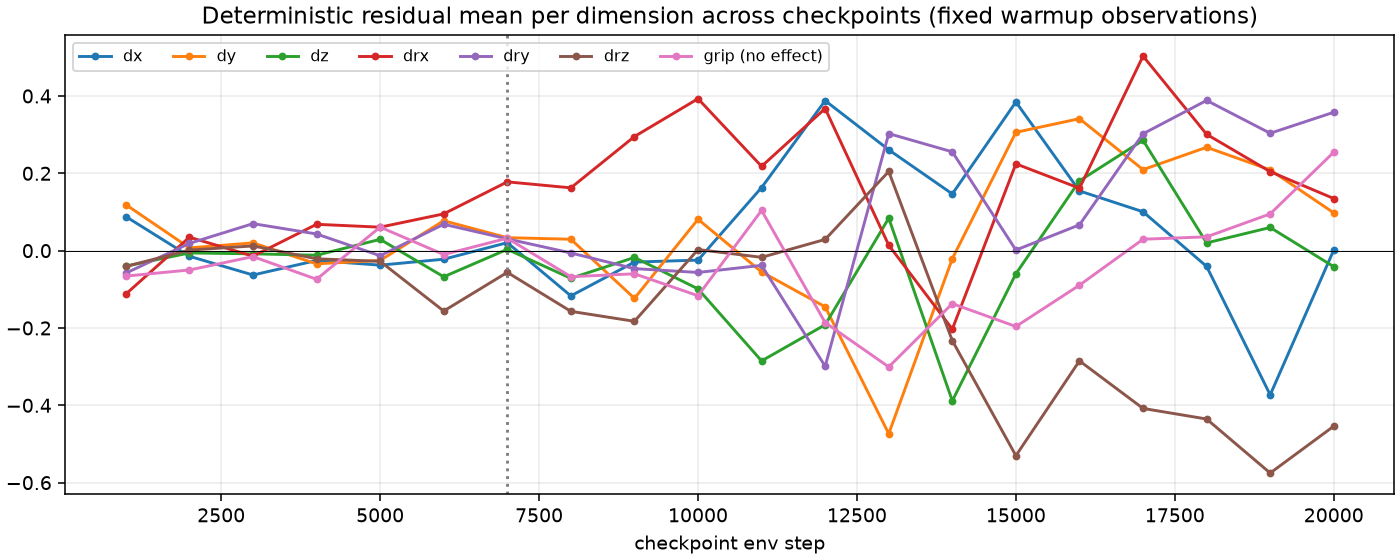 Deterministic residual mean per dimension across checkpoints (fixed warmup observations)
dx dy dz drx dry drz grip (no effect)
0.4
0.2
0.0
−0.2
−0.4
−0.6
2500 5000 7500 10000 12500 15000 17500 20000
checkpoint env step